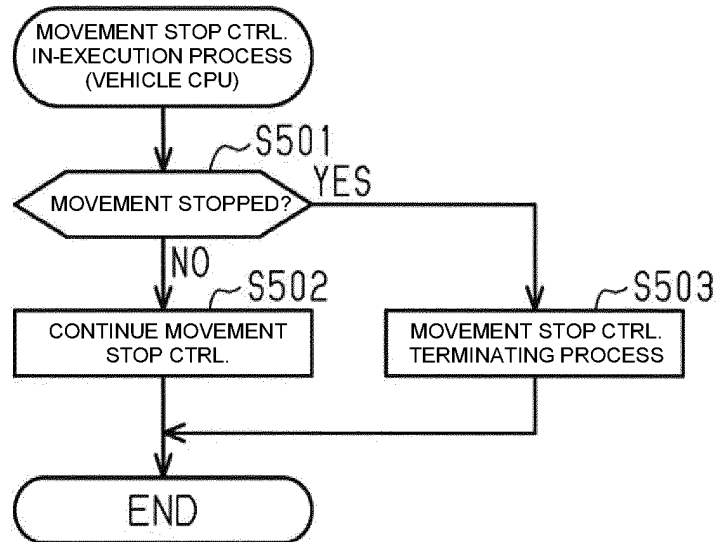 MOVEMENT STOP CTRL.
IN-EXECUTION PROCESS
(VEHICLE CPU)
S501
MOVEMENT STOPPED?
YES
NO
S502
CONTINUE MOVEMENT
STOP CTRL.
S503
MOVEMENT STOP CTRL.
TERMINATING PROCESS
END